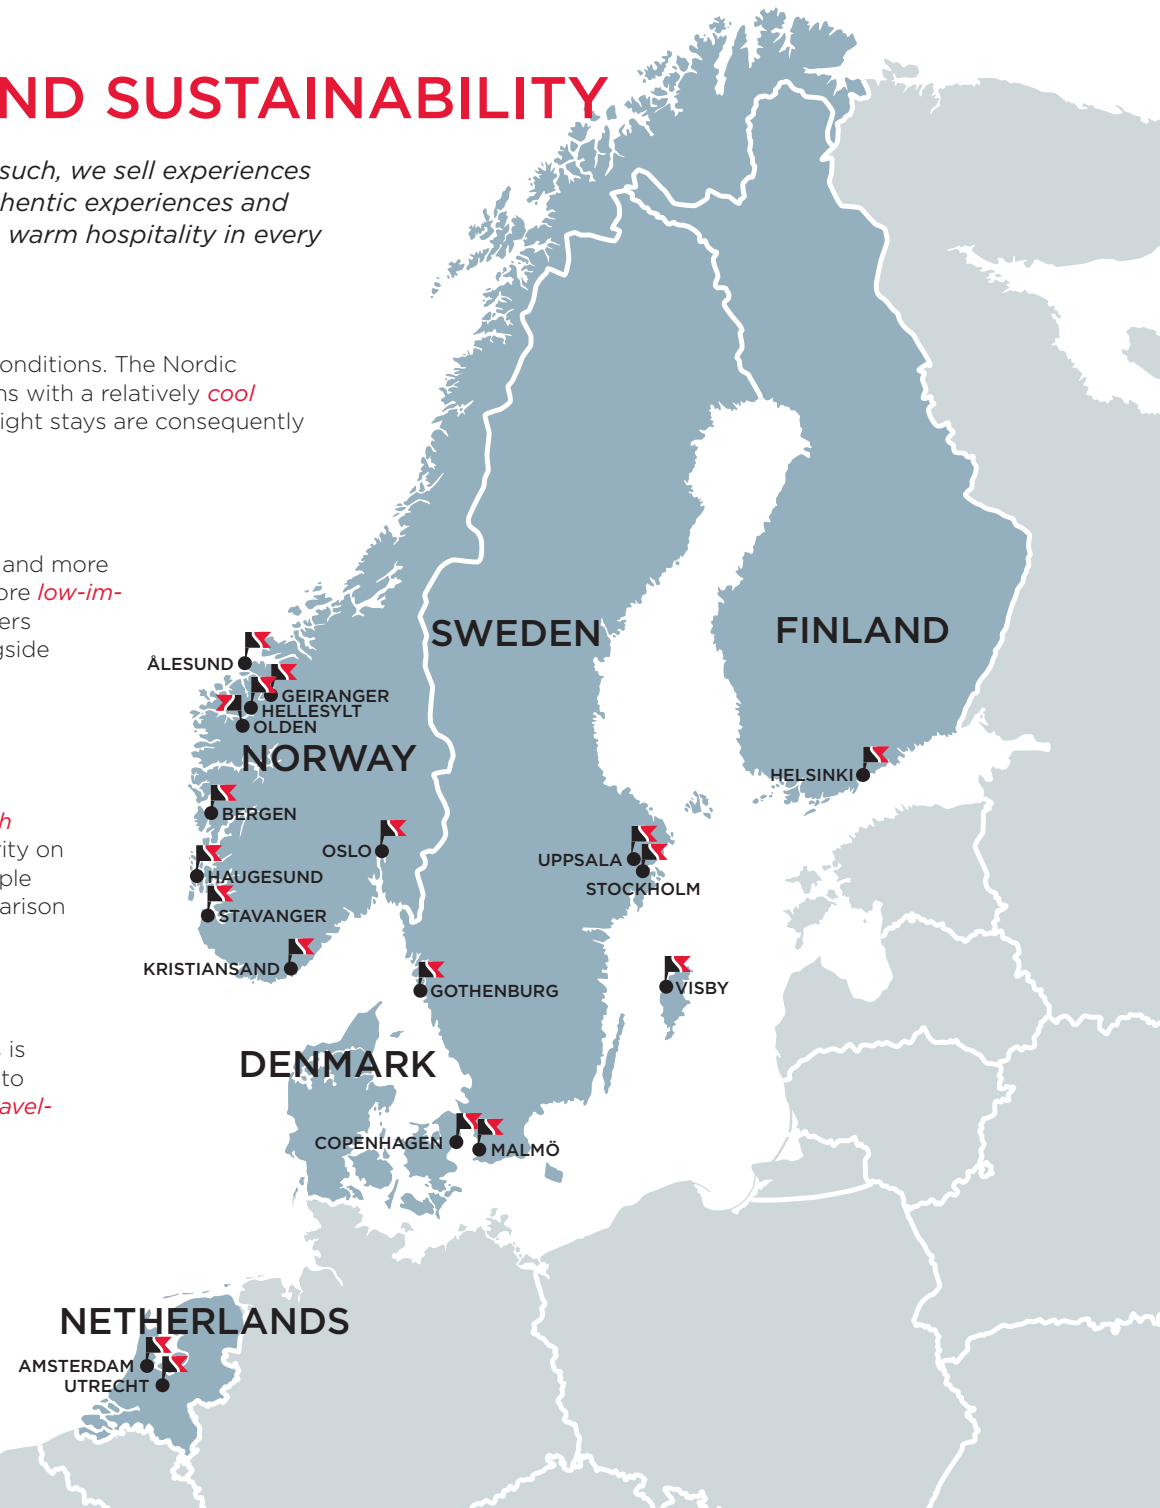 ND SUSTAINABILITY
such, we sell experiences
hentic experiences and
warm hospitality in every
onditions. The Nordic
ns with a relatively cool
ight stays are consequently
and more
ore low-im-
ers
gside
h
rity on
ple
arison
is
to
avel-
SWEDEN
FINLAND
ÅLESUND
GEIRANGER
HELLESYLT
OLDEN
NORWAY
HELSINKI
BERGEN
OSLO
UPPSALA
HAUGESUND
STOCKHOLM
STAVANGER
KRISTIANSAND
GOTHENBURG
VISBY
DENMARK
COPENHAGEN
MALMÖ
NETHERLANDS
AMSTERDAM
UTRECHT